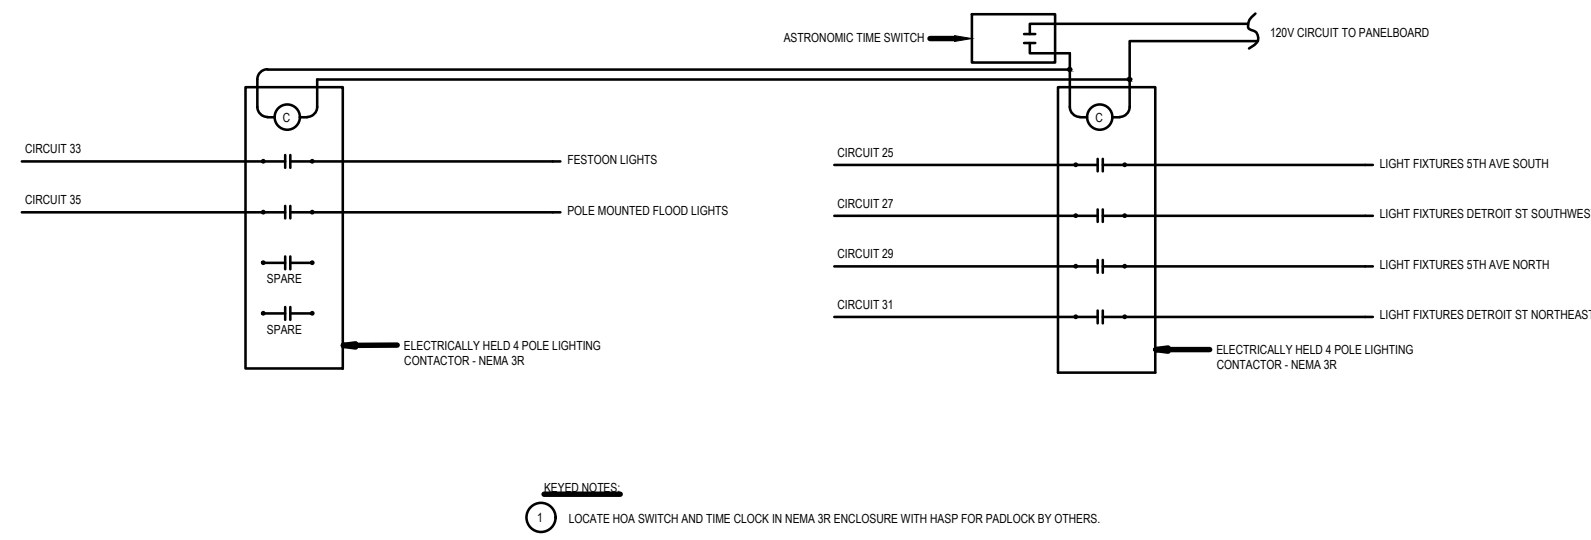 ASTRONOMIC TIME SWITCH
120V CIRCUIT TO PANELBOARD
C
CIRCUIT 33
FESTOON LIGHTS
CIRCUIT 35
POLE MOUNTED FLOOD LIGHTS
SPARE
SPARE
ELECTRICALLY HELD 4 POLE LIGHTING
CONTACTOR - NEMA 3R
C
CIRCUIT 25
LIGHT FIXTURES 5TH AVE SOUTH
CIRCUIT 27
LIGHT FIXTURES DETROIT ST SOUTHWES
CIRCUIT 29
LIGHT FIXTURES 5TH AVE NORTH
CIRCUIT 31
LIGHT FIXTURES DETROIT ST NORTHEAST
ELECTRICALLY HELD 4 POLE LIGHTING
CONTACTOR - NEMA 3R
KEYED NOTES:
1 LOCATE HOA SWITCH AND TIME CLOCK IN NEMA 3R ENCLOSURE WITH HASP FOR PADLOCK BY OTHERS.